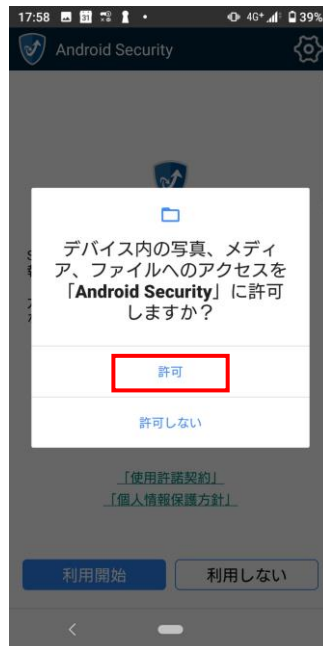 17:58
31
4G+
39%
Android Security
デバイス内の写真、メディ
ア、ファイルへのアクセスを
「Android Security」に許可
しますか？
許可
許可しない
「使用許諾契約」
「個人情報保護方針」
利用開始
利用しない